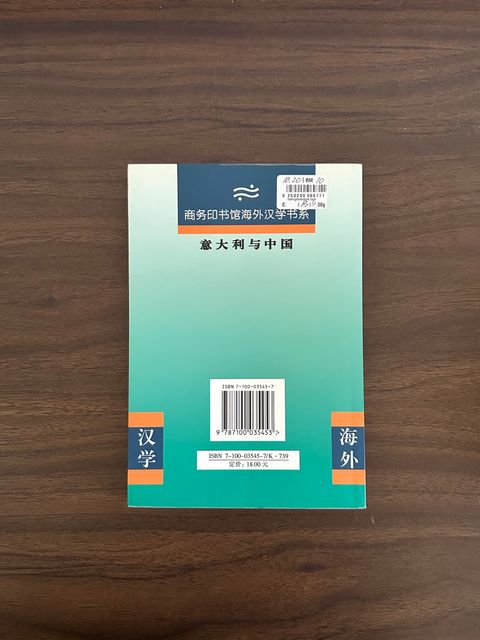 商务印书馆海外汉学书系
意大利与中国
ISBN 7-100-03545-7
9 787100 035453 >
ISBN 7-100-03545-7/K·739
定价：18.00 元
汉学
海外